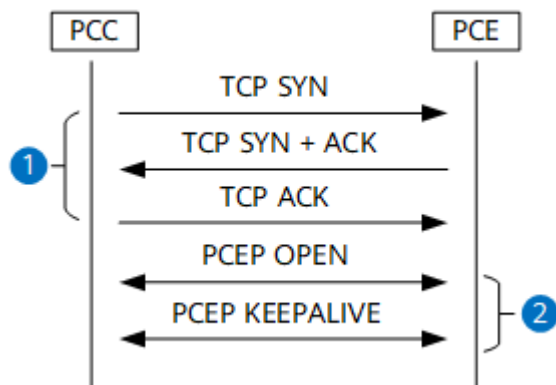 PCC PCE
TCP SYN
TCP SYN + ACK
1
TCP ACK
PCEP OPEN
PCEP KEEPALIVE
2